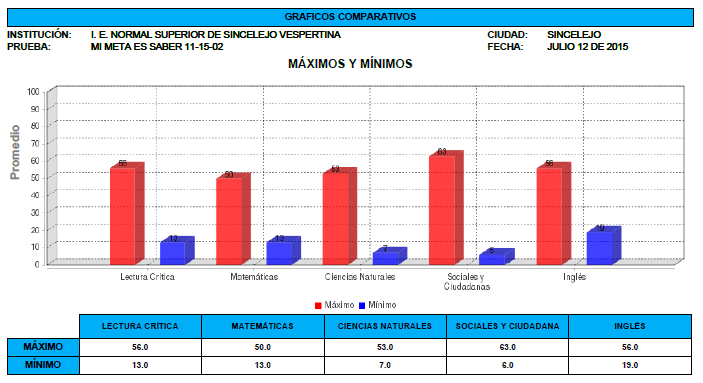 GRAFICOS COMPARATIVOS
INSTITUCIÓN: I. E. NORMAL SUPERIOR DE SINCELEJO VESPERTINA CIUDAD: SINCELEJO
PRUEBA: MI META ES SABER 11-15-02 FECHA: JULIO 12 DE 2015
MÁXIMOS Y MÍNIMOS
Promedio
100
90
80
70
60
50
40
30
20
10
0
56 13 50 13 53 7 63 6 56 19
Lectura Crítica Matemáticas Ciencias Naturales Sociales y Inglés
Ciudadanas
Máximo Mínimo
LECTURA CRÍTICA MATEMÁTICAS CIENCIAS NATURALES SOCIALES Y CIUDADANA INGLÉS
MÁXIMO 56.0 50.0 53.0 63.0 56.0
MÍNIMO 13.0 13.0 7.0 6.0 19.0